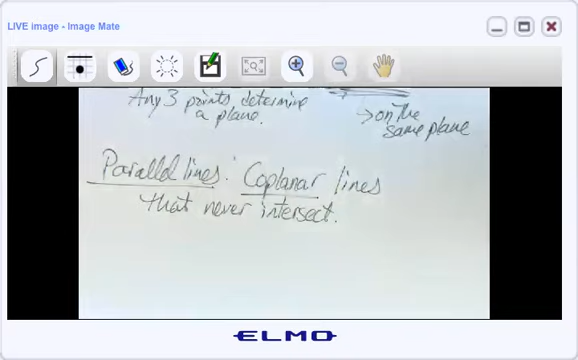 LIVE image - Image Mate
Any 3 points, determine
a plane.
→ on the
same plane
Parallel lines: Coplanar lines
that never intersect.
ELMO